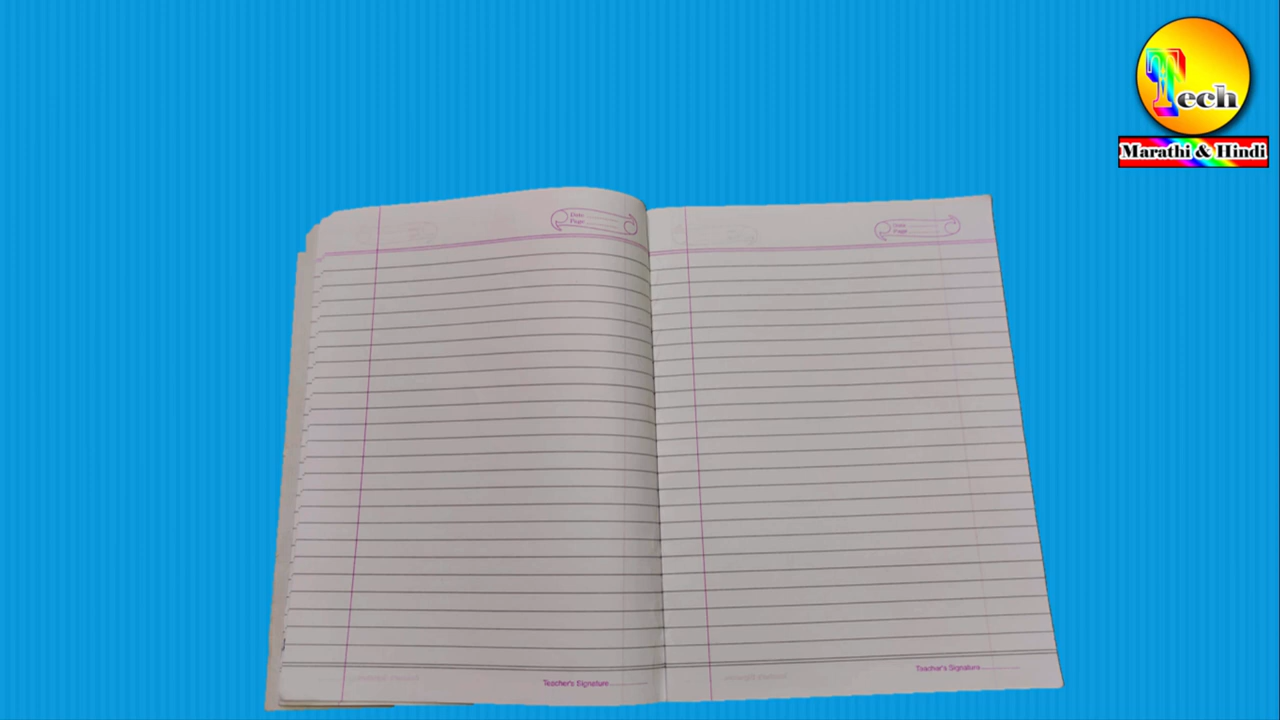 Tech
Marathi & Hindi
Date
Page
Date
Page
Teacher's Signature
Teacher's Signature